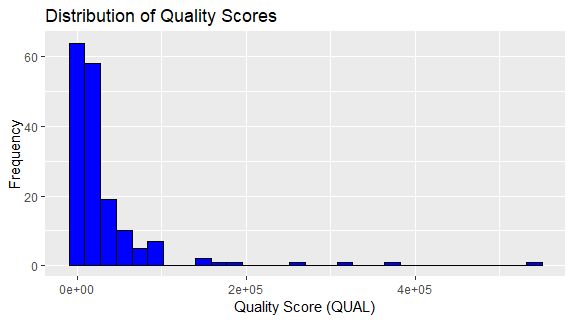 Distribution of Quality Scores
60
40
20
0
Frequency
0e+00 2e+05 4e+05
Quality Score (QUAL)